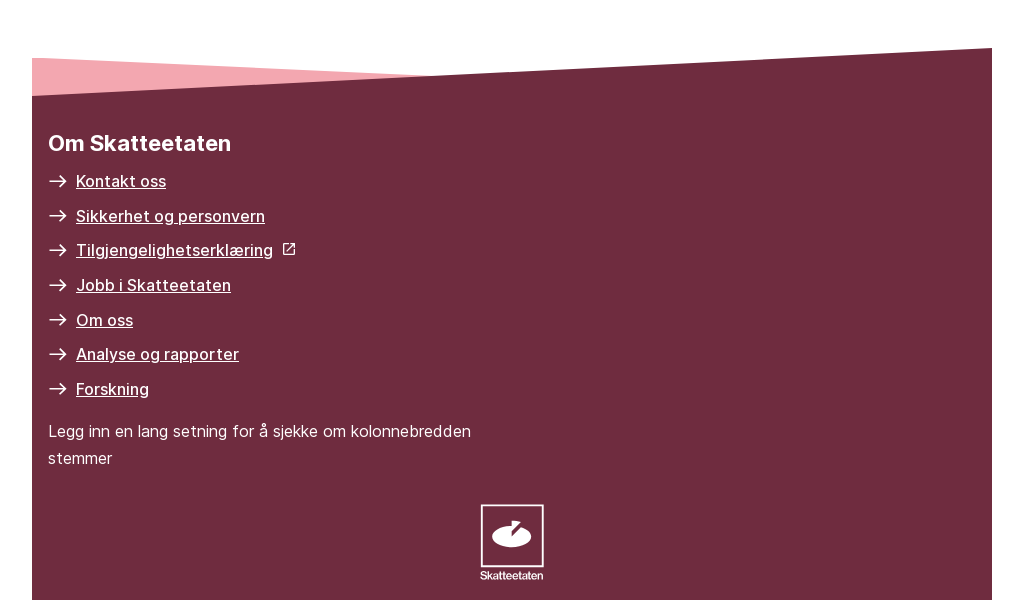 Om Skatteetaten
Kontakt oss
Sikkerhet og personvern
Tilgjengelighetserklæring
Jobb i Skatteetaten
Om oss
Analyse og rapporter
Forskning
Legg inn en lang setning for å sjekke om kolonnebredden
stemmer
Skatteetaten